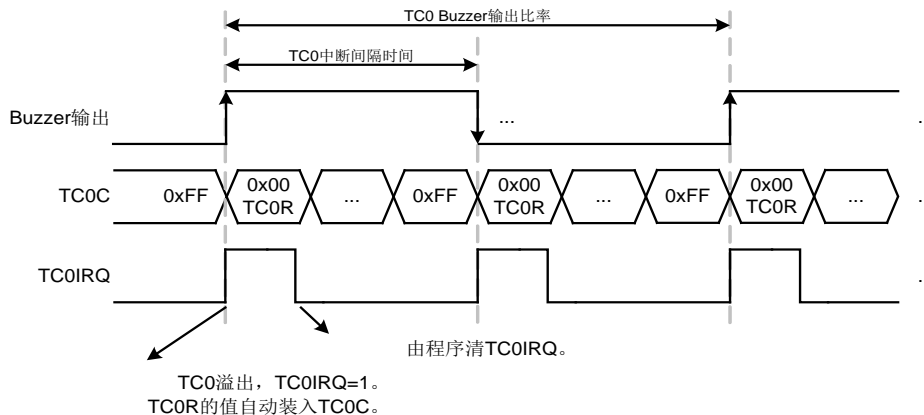 TC0 Buzzer输出比率
TC0中断间隔时间
Buzzer输出
...
.
TC0C
0xFF
0x00
TC0R
...
0xFF
0x00
TC0R
...
0xFF
0x00
TC0R
...
.
TC0IRQ
.
由程序清TC0IRQ。
TC0溢出，TC0IRQ=1。
TC0R的值自动装入TC0C。